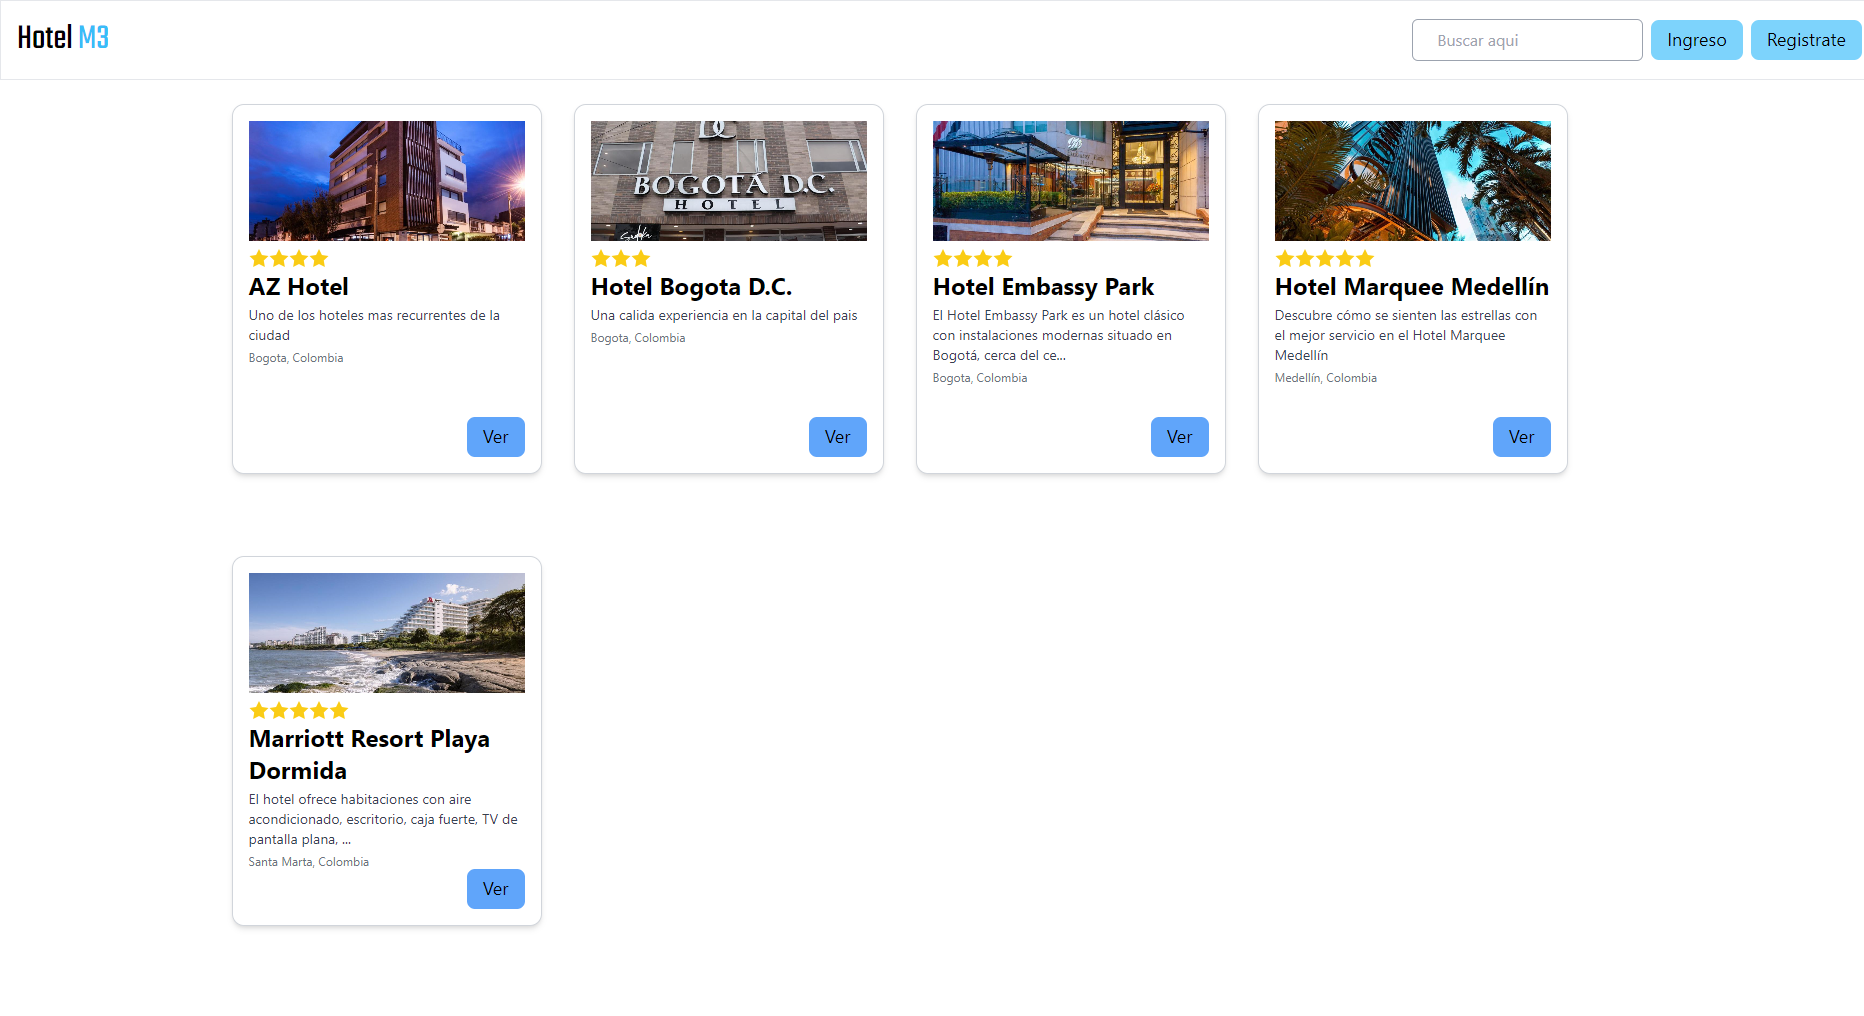 Hotel M3
Buscar aqui
Ingreso
Registrate
DC
BOGOTÁ D.C.
HOTEL
AZ Hotel
Uno de los hoteles mas recurrentes de la
ciudad
Bogota, Colombia
Ver
Hotel Bogota D.C.
Una calida experiencia en la capital del pais
Bogota, Colombia
Ver
Hotel Embassy Park
El Hotel Embassy Park es un hotel clásico
con instalaciones modernas situado en
Bogotá, cerca del ce...
Bogota, Colombia
Ver
Hotel Marquee Medellín
Descubre cómo se sienten las estrellas con
el mejor servicio en el Hotel Marquee
Medellín
Medellín, Colombia
Ver
Marriott Resort Playa
Dormida
El hotel ofrece habitaciones con aire
acondicionado, escritorio, caja fuerte, TV de
pantalla plana, ...
Santa Marta, Colombia
Ver